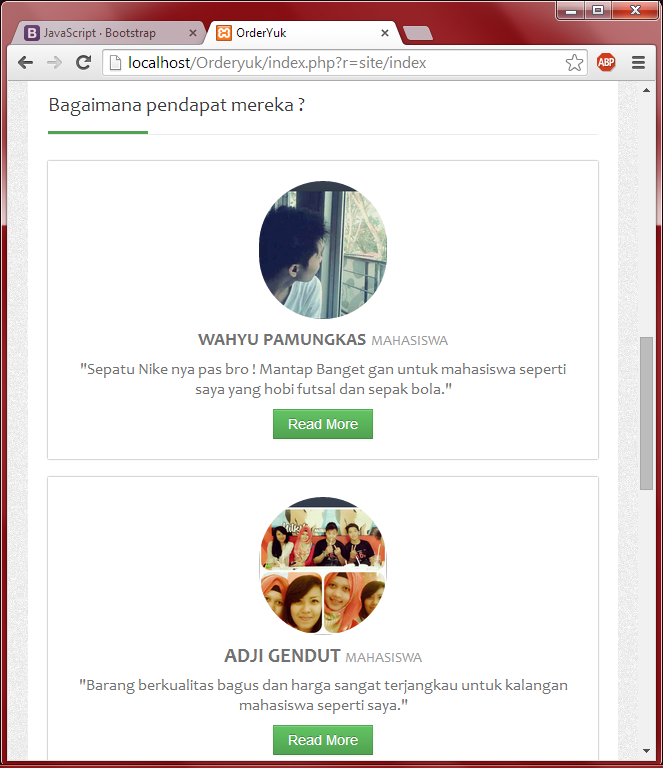 JavaScript · Bootstrap
OrderYuk
localhost/Orderyuk/index.php?r=site/index
ABP
Bagaimana pendapat mereka ?
WAHYU PAMUNGKAS MAHASISWA
"Sepatu Nike nya pas bro ! Mantap Banget gan untuk mahasiswa seperti
saya yang hobi futsal dan sepak bola."
Read More
ADJI GENDUT MAHASISWA
"Barang berkualitas bagus dan harga sangat terjangkau untuk kalangan
mahasiswa seperti saya."
Read More